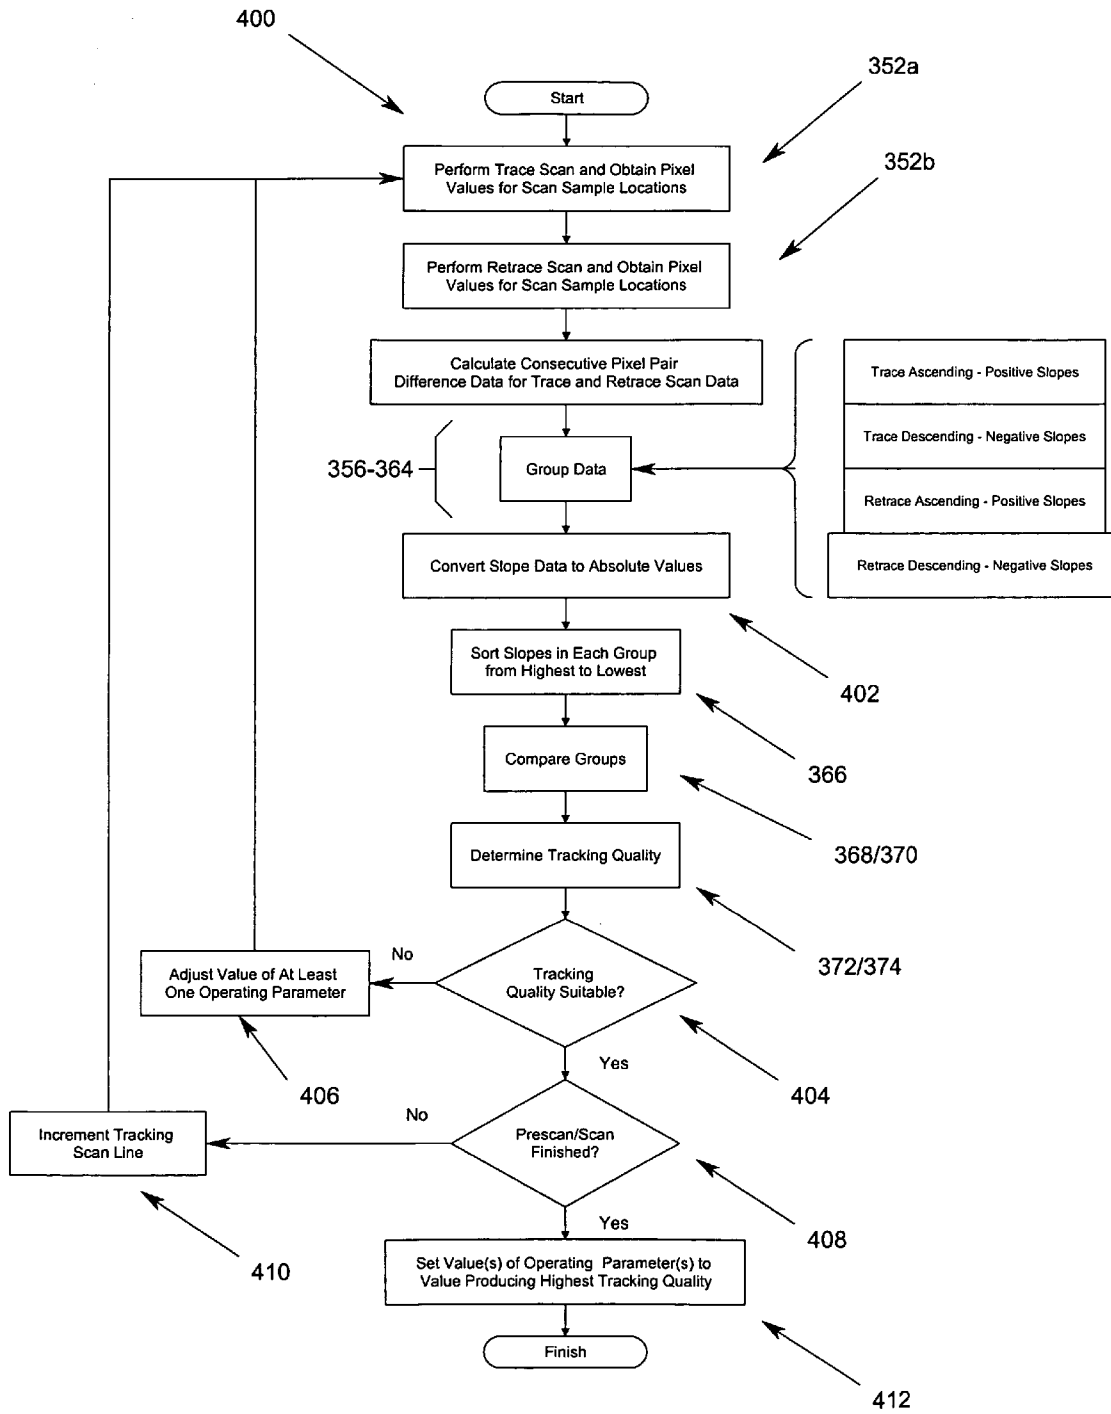 400
352a
Start
352b
Perform Trace Scan and Obtain Pixel
Values for Scan Sample Locations
Perform Retrace Scan and Obtain Pixel
Values for Scan Sample Locations
Calculate Consecutive Pixel Pair
Difference Data for Trace and Retrace Scan Data
Trace Ascending - Positive Slopes
Trace Descending - Negative Slopes
Retrace Ascending - Positive Slopes
Retrace Descending - Negative Slopes
356-364
Group Data
Convert Slope Data to Absolute Values
402
Sort Slopes in Each Group
from Highest to Lowest
366
Compare Groups
368/370
Determine Tracking Quality
372/374
Tracking
Quality Suitable?
No
Adjust Value of At Least
One Operating Parameter
406
404
Yes
Prescan/Scan
Finished?
No
Increment Tracking
Scan Line
410
408
Yes
Set Value(s) of Operating Parameter(s) to
Value Producing Highest Tracking Quality
412
Finish